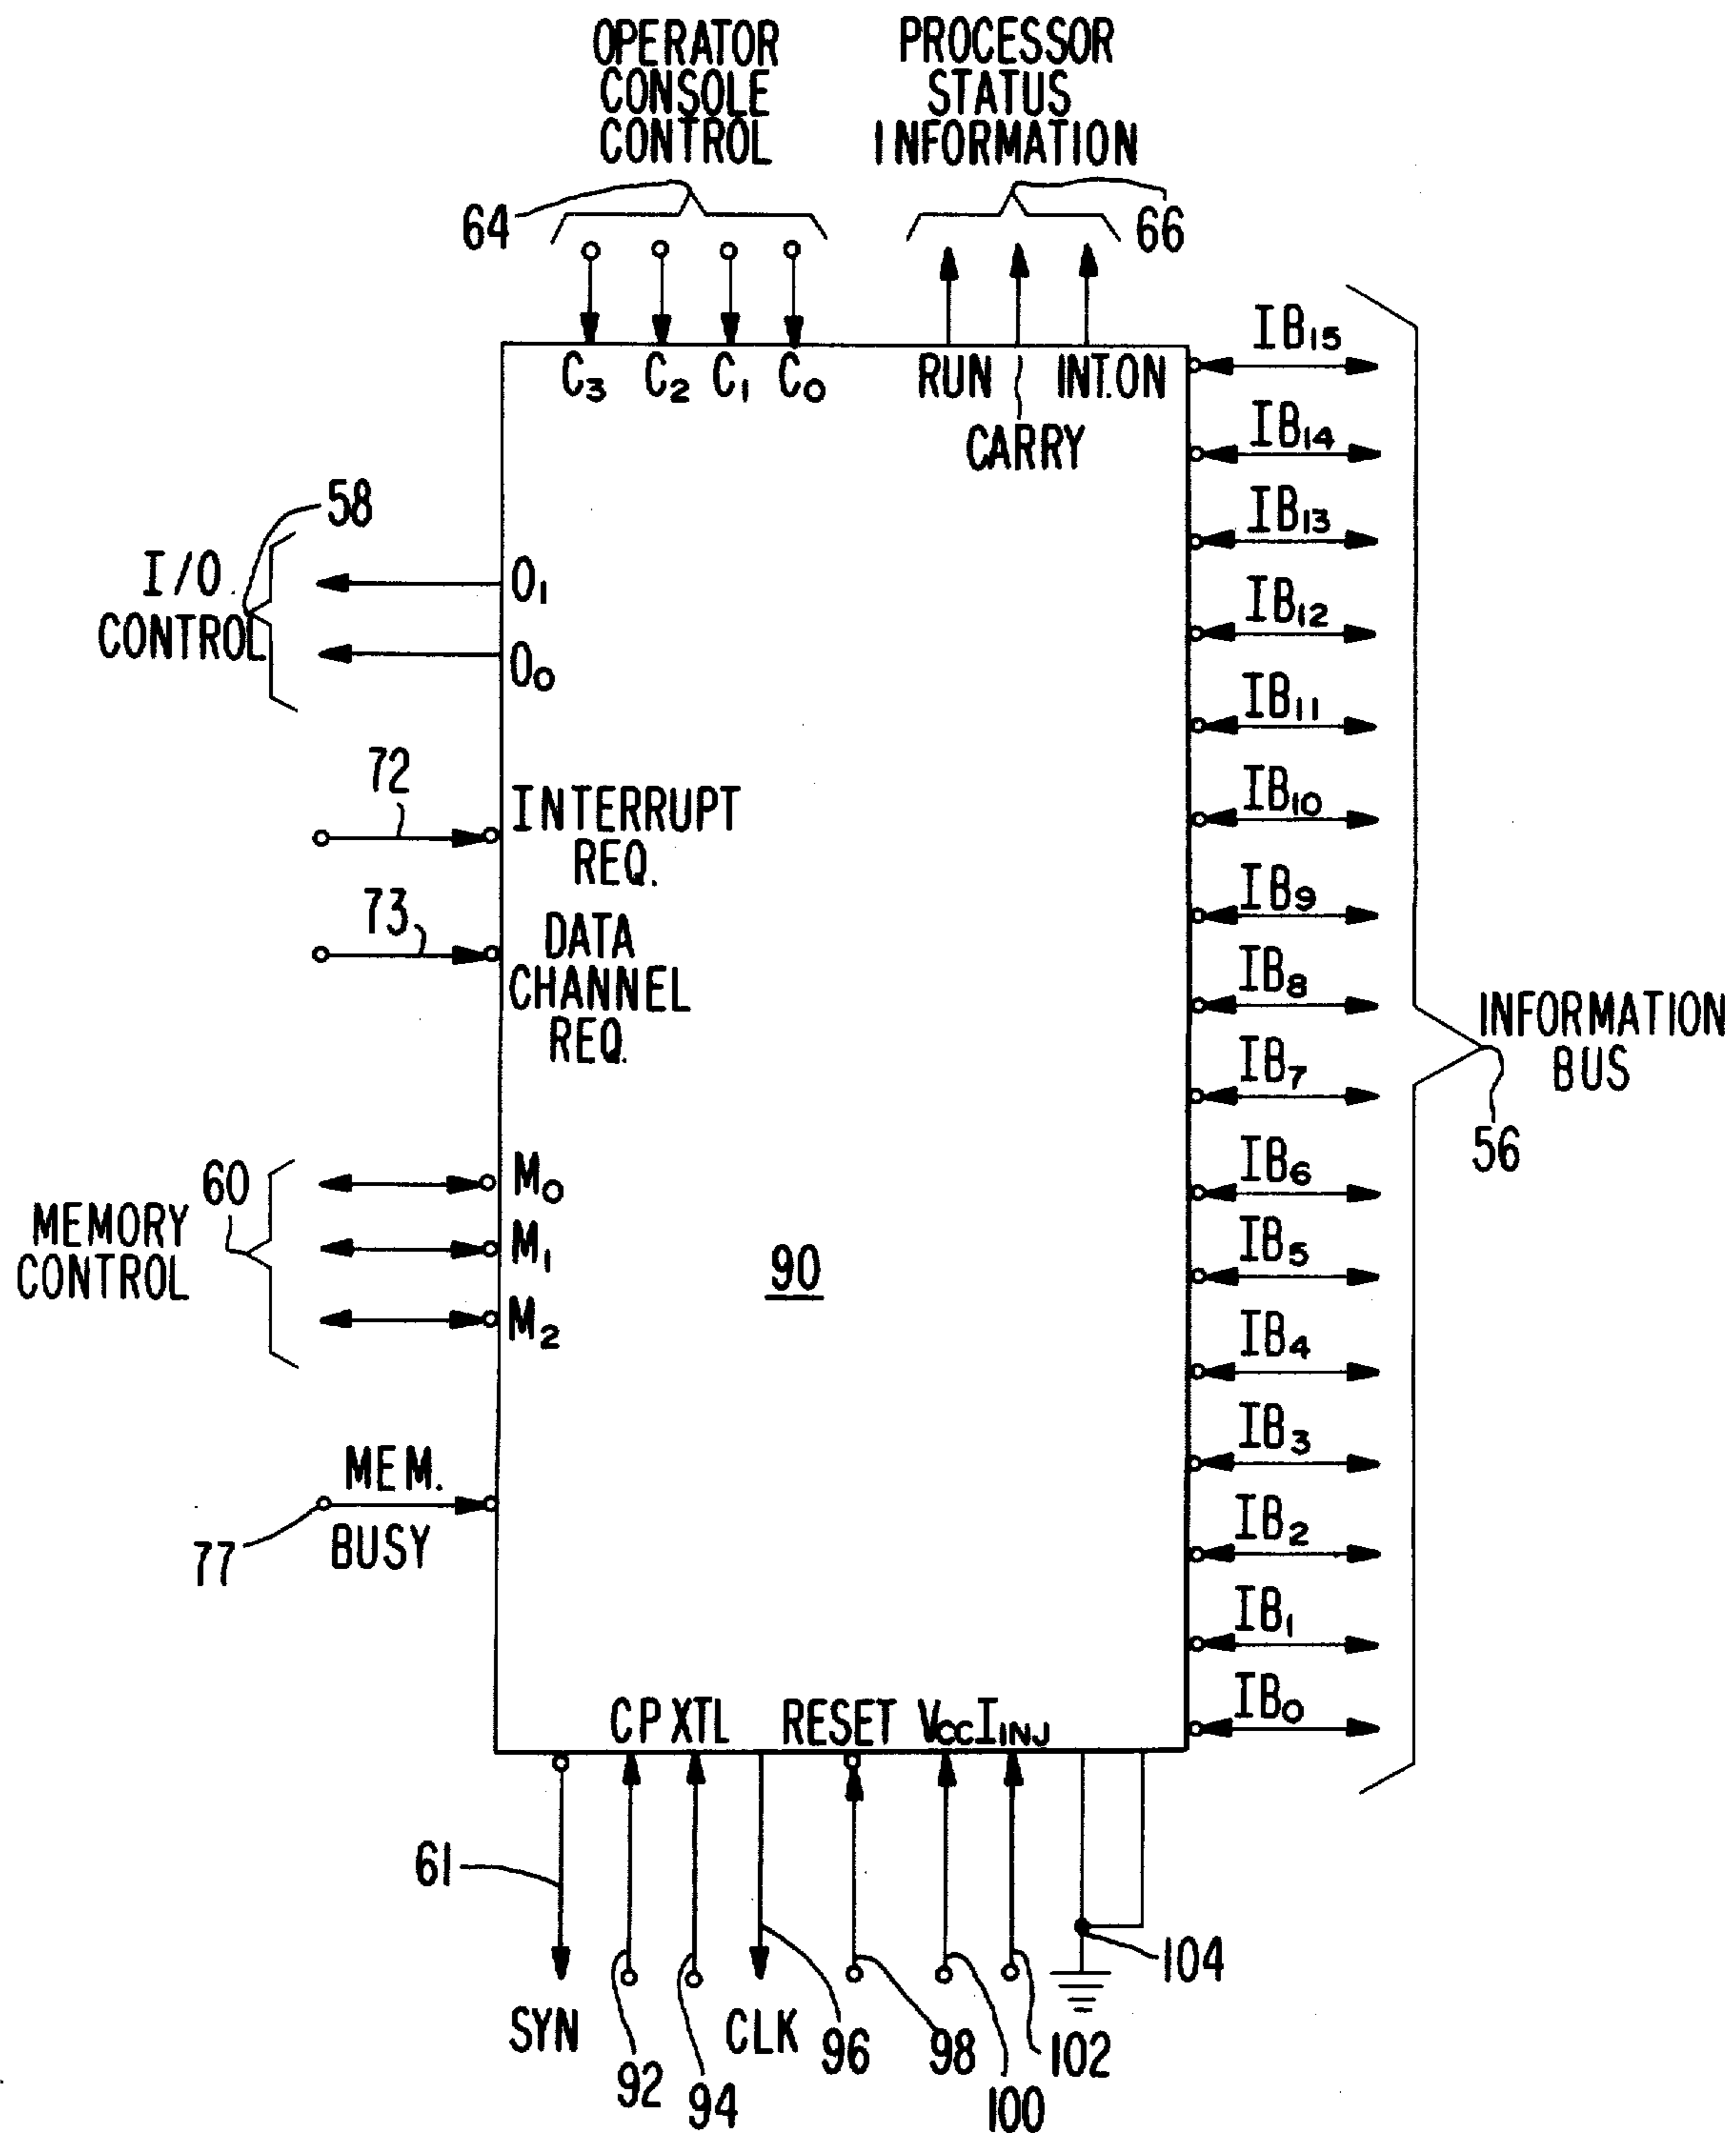 OPERATOR
CONSOLE
CONTROL
PROCESSOR
STATUS
INFORMATION
64
66
C₃ C₂ C₁ C₀
RUN
INT.ON
CARRY
58
I/O
CONTROL
O₁
O₀
72
INTERRUPT
REQ.
73
DATA
CHANNEL
REQ.
60
MEMORY
CONTROL
M₀
M₁
M₂
90
MEM.
BUSY
77
IB₁₅
IB₁₄
IB₁₃
IB₁₂
IB₁₁
IB₁₀
IB₉
IB₈
IB₇
IB₆
IB₅
IB₄
IB₃
IB₂
IB₁
IB₀
INFORMATION
BUS
56
CP XTL RESET VCC IINJ
61
SYN
92
94
CLK
96
98
100
102
104